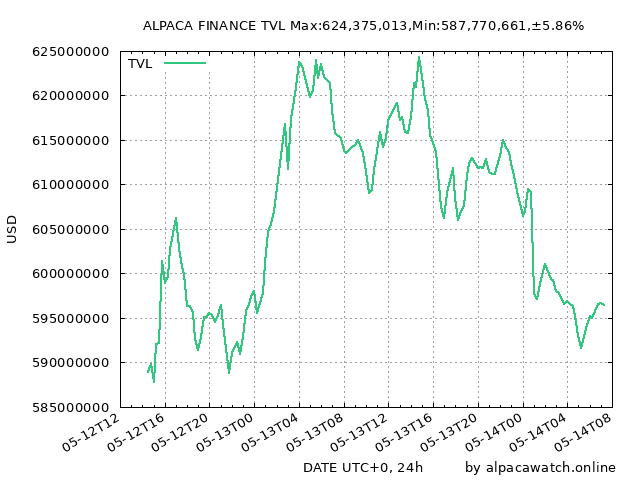 ALPACA FINANCE TVL Max:624,375,013,Min:587,770,661,±5.86%
TVL
625000000
620000000
615000000
610000000
605000000
600000000
595000000
590000000
585000000
USD
05-12T12
05-12T16
05-12T20
05-13T00
05-13T04
05-13T08
05-13T12
05-13T16
05-13T20
05-14T00
05-14T04
05-14T08
DATE UTC+0, 24h
by alpacawatch.online